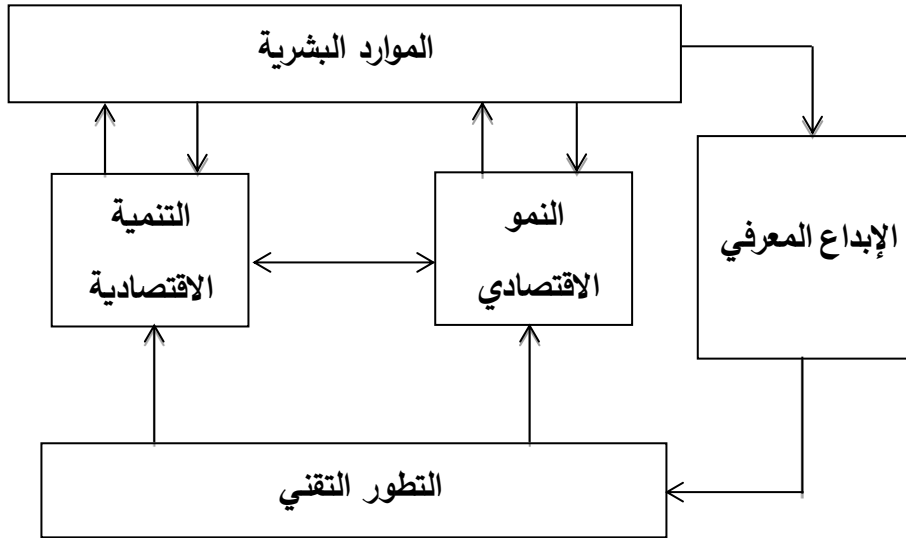 الموارد البشرية
الإبداع المعرفي
النمو
الاقتصادي
التنمية
الاقتصادية
التطور التقني